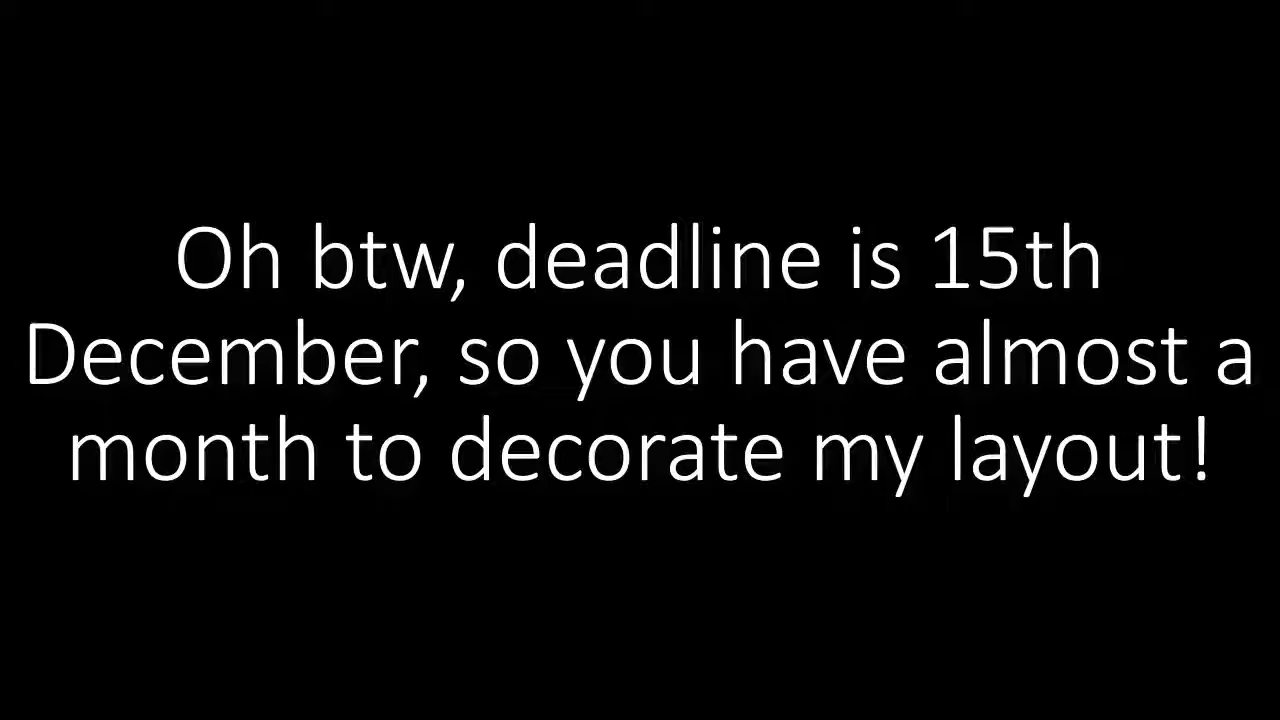 Oh btw, deadline is 15th
December, so you have almost a
month to decorate my layout!